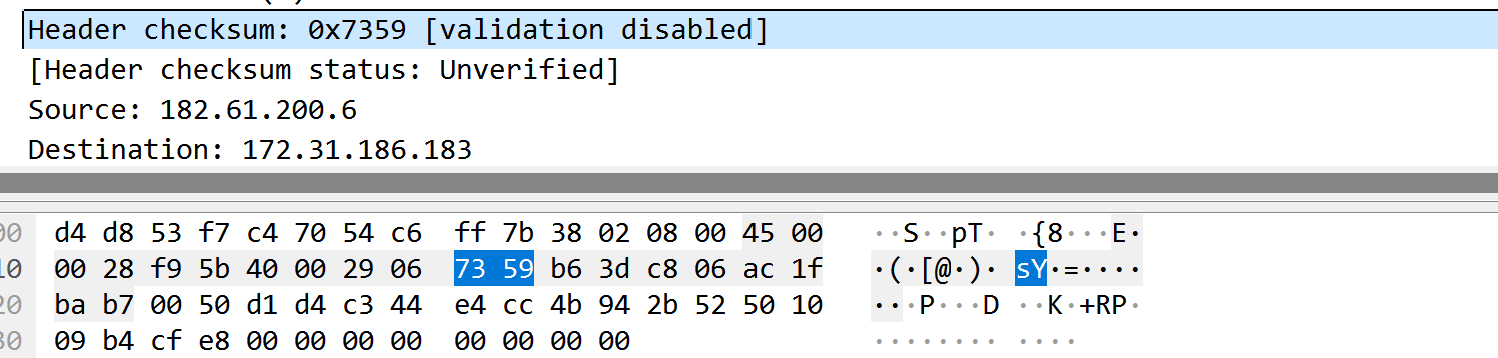 Header checksum: 0x7359 [validation disabled]
[Header checksum status: Unverified]
Source: 182.61.200.6
Destination: 172.31.186.183
00 d4 d8 53 f7 c4 70 54 c6 ff 7b 38 02 08 00 45 00 ··S··pT· ·{8···E·
10 00 28 f9 5b 40 00 29 06 73 59 b6 3d c8 06 ac 1f ·(·[@·)· sY·=····
20 ba b7 00 50 d1 d4 c3 44 e4 cc 4b 94 2b 52 50 10 ···P···D ··K·+RP·
30 09 b4 cf e8 00 00 00 00 00 00 00 00 ········ ····